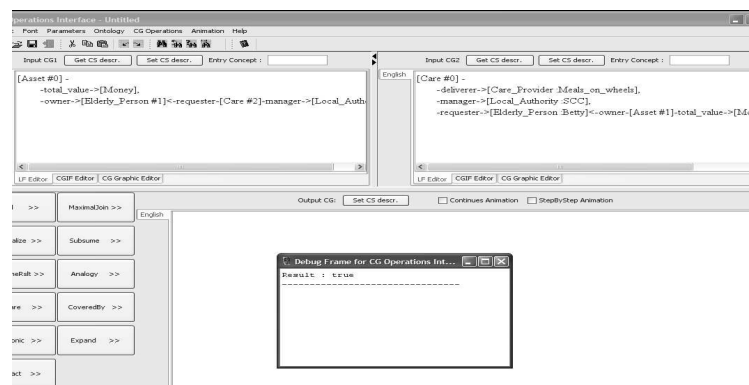 Operations Interface - Untitled
Font Parameters Ontology CG Operations Animation Help
Input CG1 Get CS descr. Set CS descr. Entry Concept :
Input CG2 Get CS descr. Set CS descr. Entry Concept :
[Asset #0] -
-total_value->[Money],
-owner->[Elderly_Person #1]<-requester-[Care #2]-manager->[Local_Auth
English
[Care #0] -
-deliverer->[Care_Provider :Meals_on_wheels],
-manager->[Local_Authority :SCC],
-requester->[Elderly_Person :Betty]<-owner-[Asset #1]-total_value->[Mo
LF Editor CGIF Editor CG Graphic Editor
LF Editor CGIF Editor CG Graphic Editor
>> MaximalJoin >>
English
Output CG: Set CS descr. Continues Animation StepByStep Animation
alize >> Subsume >>
Debug Frame for CG Operations Int...
Result : true
--------------------------------
eRslt >> Analogy >>
are >> CoveredBy >>
onic >> Expand >>
act >>